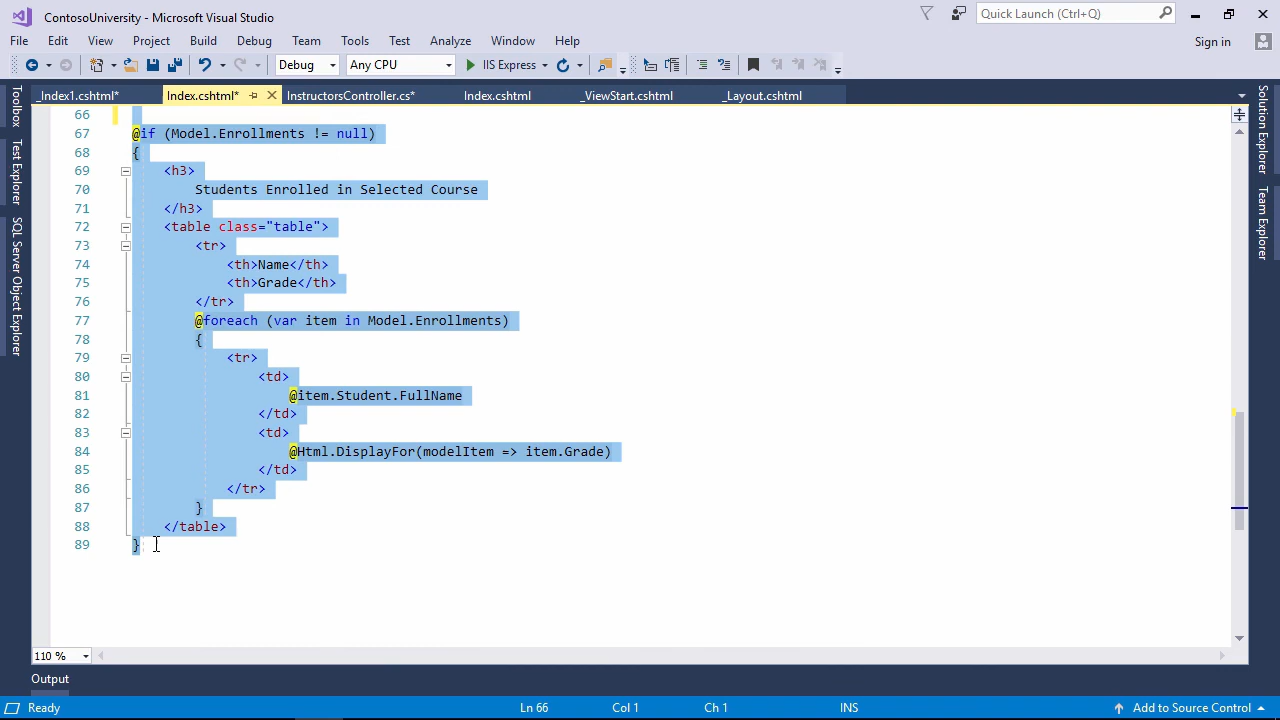 ContosoUniversity - Microsoft Visual Studio
Quick Launch (Ctrl+Q)
File Edit View Project Build Debug Team Tools Test Analyze Window Help
Sign in
Debug Any CPU IIS Express
_Index1.cshtml* Index.cshtml* InstructorsController.cs* Index.cshtml _ViewStart.cshtml _Layout.cshtml
Toolbox
Test Explorer
SQL Server Object Explorer
66
67 @if (Model.Enrollments != null)
68 {
69 <h3>
70 Students Enrolled in Selected Course
71 </h3>
72 <table class="table">
73 <tr>
74 <th>Name</th>
75 <th>Grade</th>
76 </tr>
77 @foreach (var item in Model.Enrollments)
78 {
79 <tr>
80 <td>
81 @item.Student.FullName
82 </td>
83 <td>
84 @Html.DisplayFor(modelItem => item.Grade)
85 </td>
86 </tr>
87 }
88 </table>
89 }
Solution Explorer
Team Explorer
110 %
Output
Ready Ln 66 Col 1 Ch 1 INS Add to Source Control